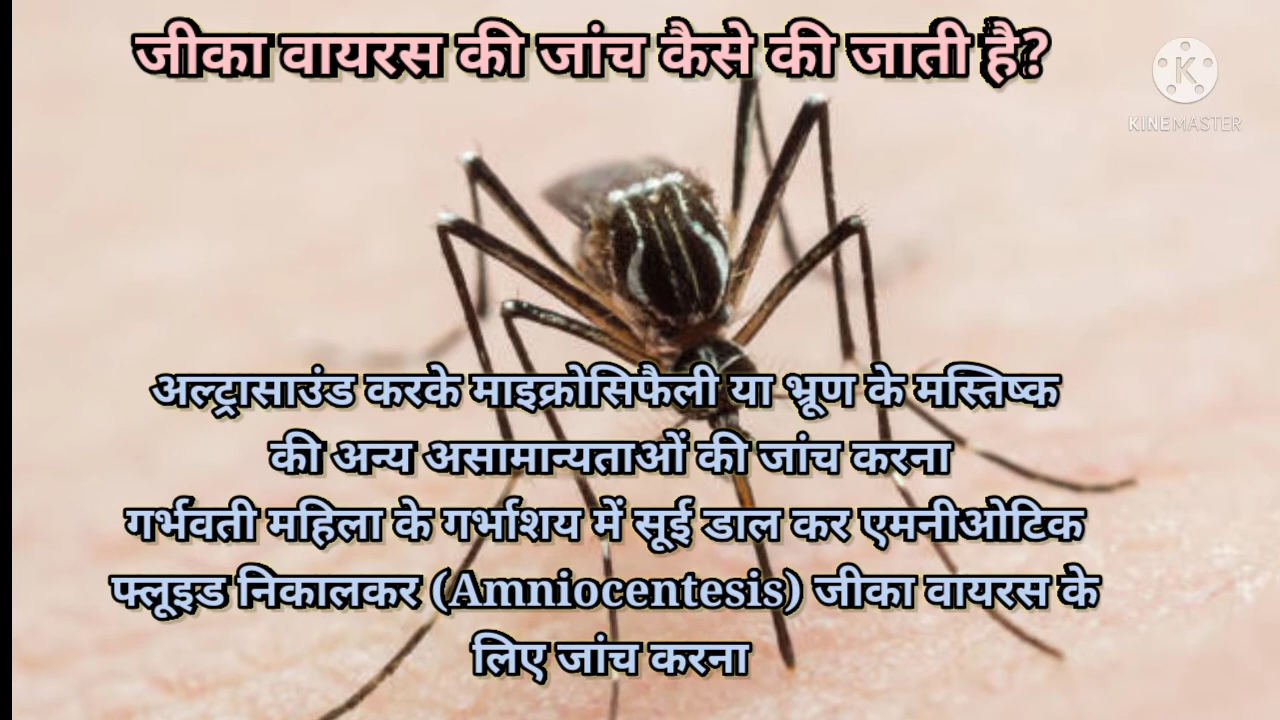 जीका वायरस की जांच कैसे की जाती है?
KINEMASTER
अल्ट्रासाउंड करके माइक्रोसिफैली या भ्रूण के मस्तिष्क
की अन्य असामान्यताओं की जांच करना
गर्भवती महिला के गर्भाशय में सूई डाल कर एमनीओटिक
फ्लूइड निकालकर (Amniocentesis) जीका वायरस के
लिए जांच करना